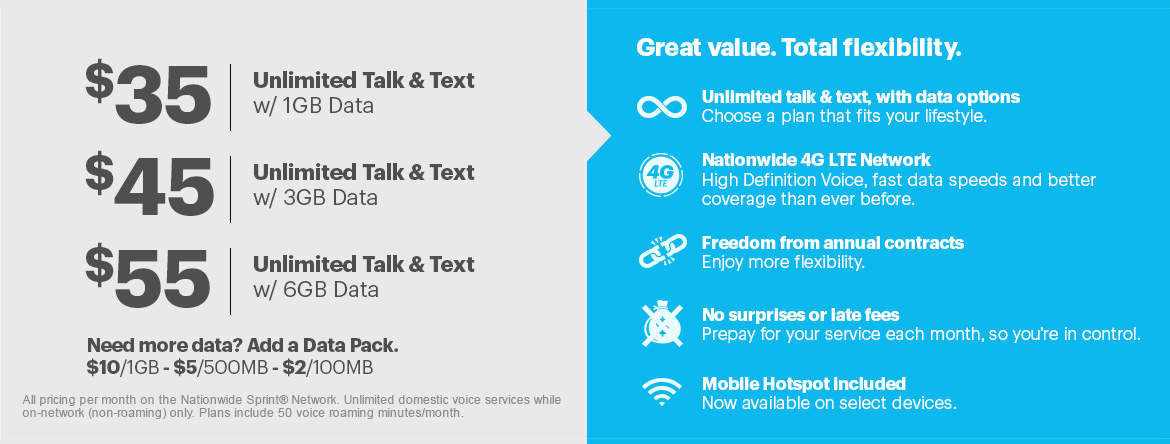 $35
Unlimited Talk & Text
w/ 1GB Data
$45
Unlimited Talk & Text
w/ 3GB Data
$55
Unlimited Talk & Text
w/ 6GB Data
Need more data? Add a Data Pack.
$10/1GB - $5/500MB - $2/100MB
All pricing per month on the Nationwide Sprint® Network. Unlimited domestic voice services while
on-network (non-roaming) only. Plans include 50 voice roaming minutes/month.
Great value. Total flexibility.
Unlimited talk & text, with data options
Choose a plan that fits your lifestyle.
4G
LTE
Nationwide 4G LTE Network
High Definition Voice, fast data speeds and better
coverage than ever before.
Freedom from annual contracts
Enjoy more flexibility.
No surprises or late fees
Prepay for your service each month, so you're in control.
Mobile Hotspot included
Now available on select devices.